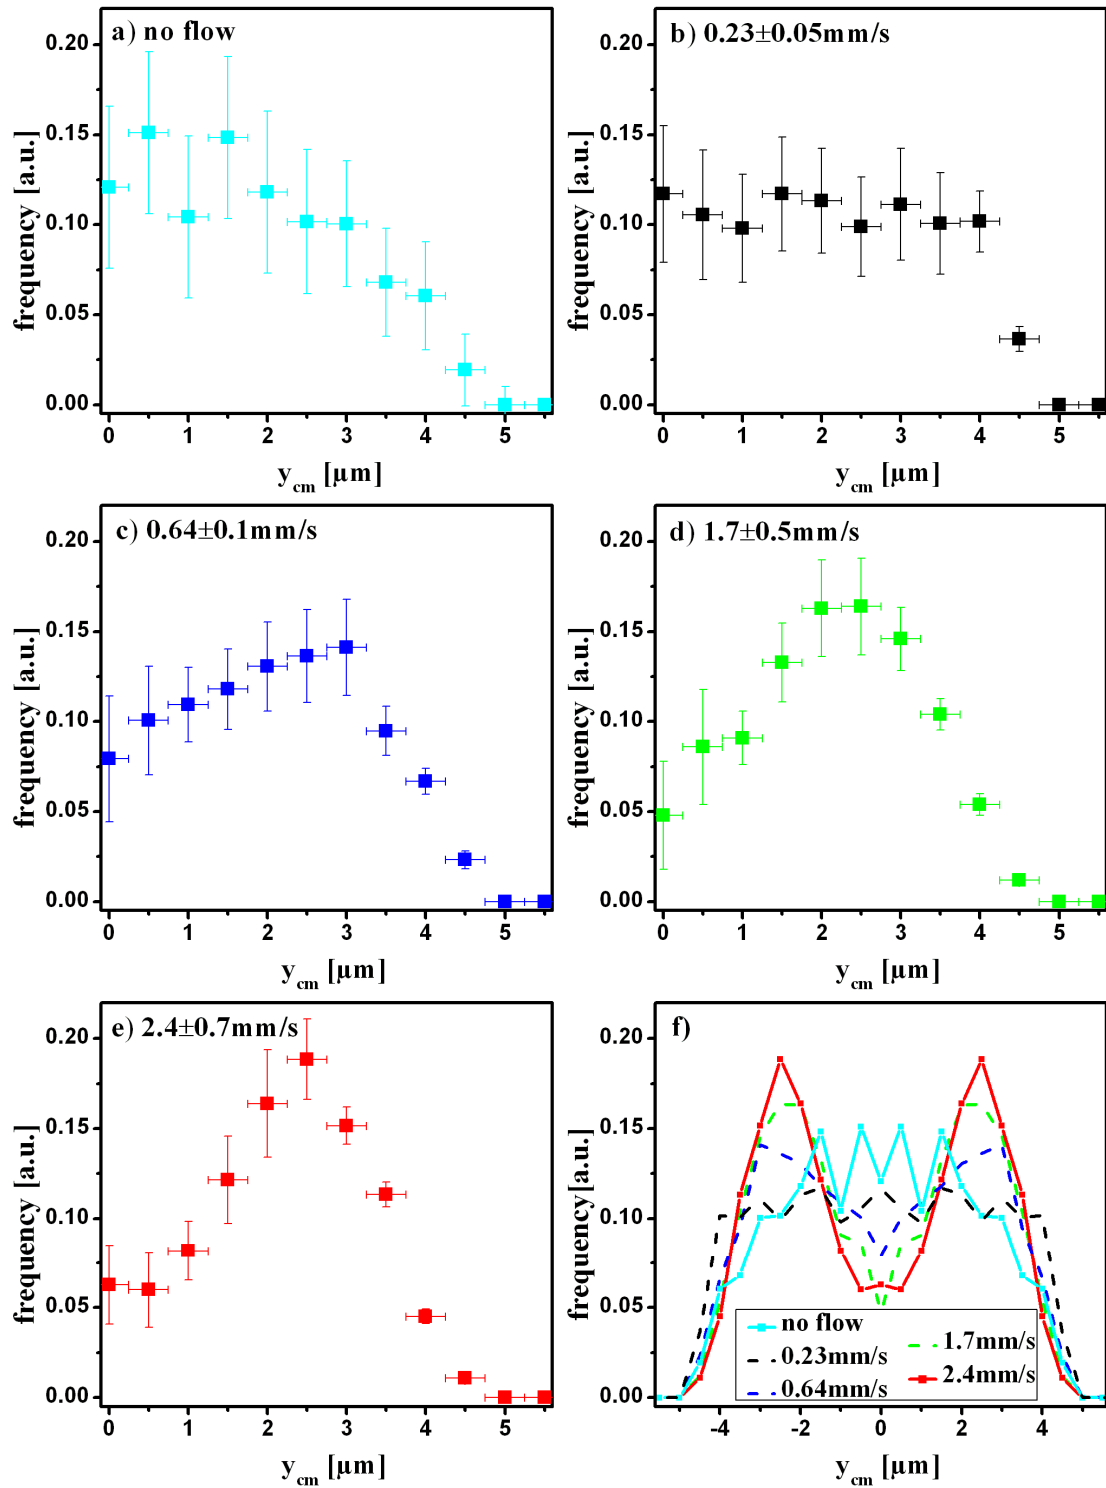 a) no flow
frequency [a.u.]
0.20
0.15
0.10
0.05
0.00
0 1 2 3 4 5
y_cm [µm]
b) 0.23±0.05mm/s
frequency [a.u.]
0.20
0.15
0.10
0.05
0.00
0 1 2 3 4 5
y_cm [µm]
c) 0.64±0.1mm/s
frequency [a.u.]
0.20
0.15
0.10
0.05
0.00
0 1 2 3 4 5
y_cm [µm]
d) 1.7±0.5mm/s
frequency [a.u.]
0.20
0.15
0.10
0.05
0.00
0 1 2 3 4 5
y_cm [µm]
e) 2.4±0.7mm/s
frequency [a.u.]
0.20
0.15
0.10
0.05
0.00
0 1 2 3 4 5
y_cm [µm]
f)
frequency[a.u.]
0.20
0.15
0.10
0.05
0.00
no flow
0.23mm/s
0.64mm/s
1.7mm/s
2.4mm/s
-4 -2 0 2 4
y_cm [µm]